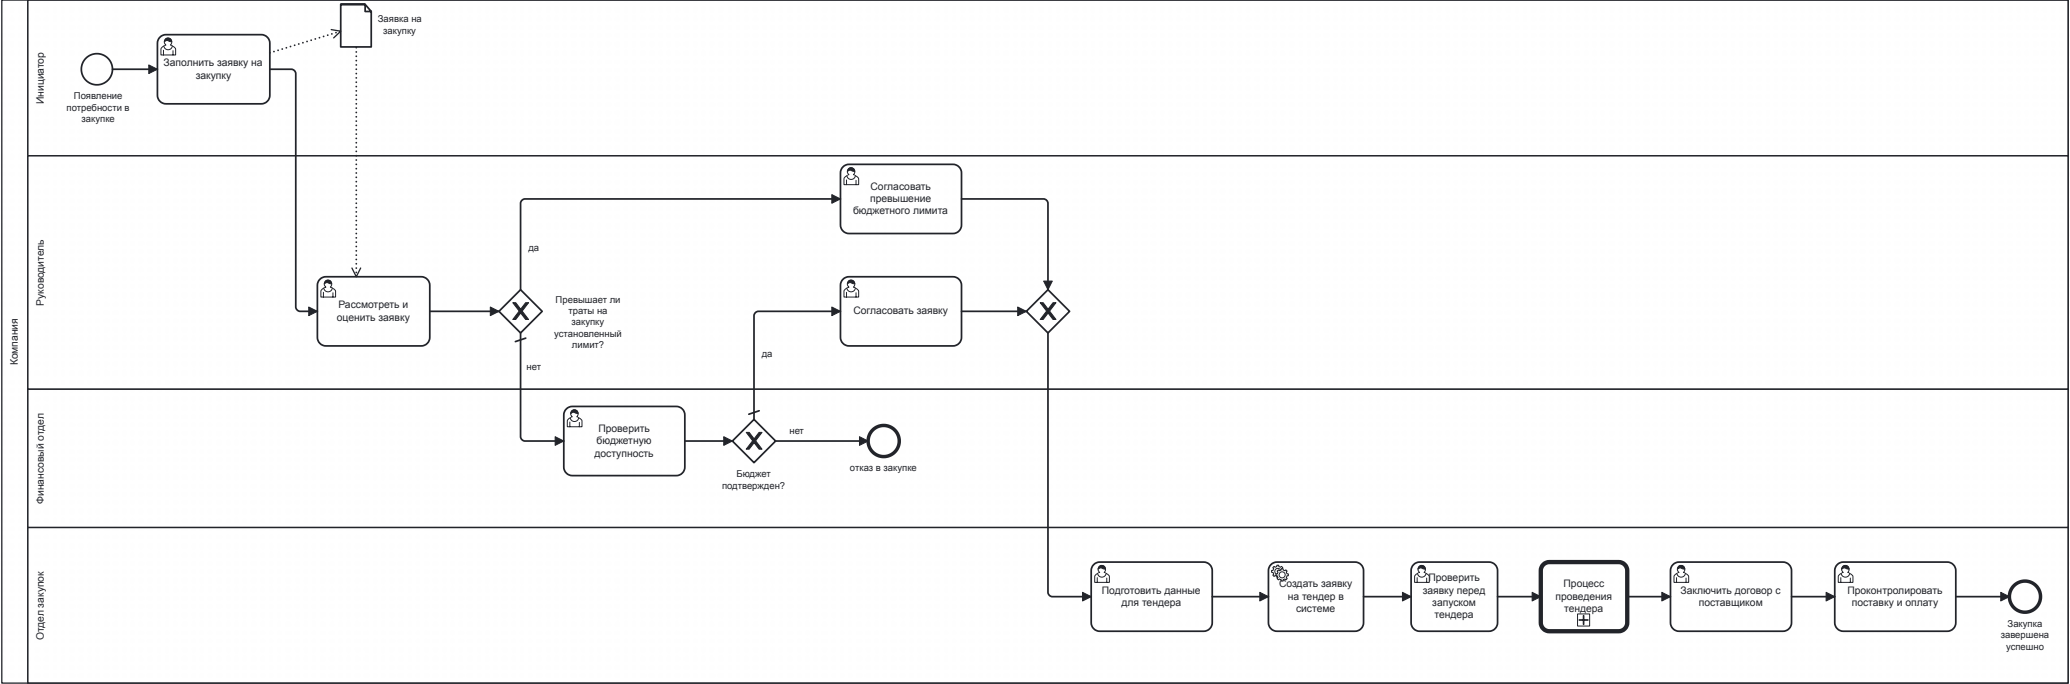 Компания
Инициатор
Появление
потребности в
закупке
Заполнить заявку на
закупку
Заявка на
закупку
Руководитель
Рассмотреть и
оценить заявку
да
Превышает ли
траты на
закупку
установленный
лимит?
нет
Согласовать
превышение
бюджетного лимита
Согласовать заявку
да
Финансовый отдел
Проверить
бюджетную
доступность
Бюджет
подтвержден?
нет
отказ в закупке
Отдел закупок
Подготовить данные
для тендера
Создать заявку
на тендер в
системе
Проверить
заявку перед
запуском
тендера
Процесс
проведения
тендера
Заключить договор с
поставщиком
Проконтролировать
поставку и оплату
Закупка
завершена
успешно